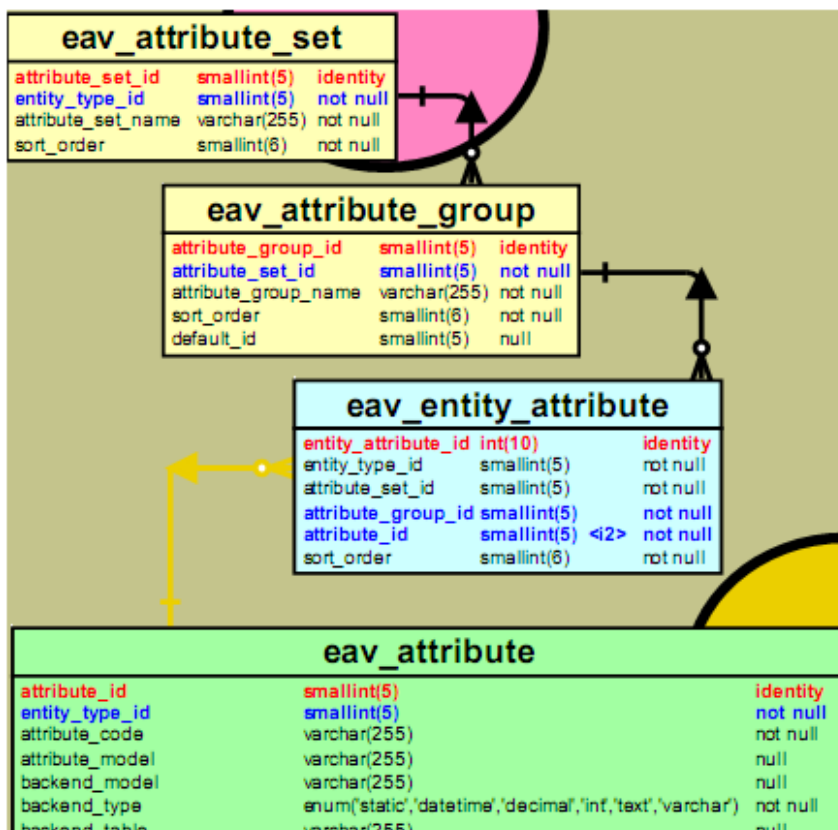 eav_attribute_set
attribute_set_id smallint(5) identity
entity_type_id smallint(5) not null
attribute_set_name varchar(255) not null
sort_order smallint(6) not null
eav_attribute_group
attribute_group_id smallint(5) identity
attribute_set_id smallint(5) not null
attribute_group_name varchar(255) not null
sort_order smallint(6) not null
default_id smallint(5) null
eav_entity_attribute
entity_attribute_id int(10) identity
entity_type_id smallint(5) not null
attribute_set_id smallint(5) not null
attribute_group_id smallint(5) not null
attribute_id smallint(5) <i2> not null
sort_order smallint(6) not null
eav_attribute
attribute_id smallint(5) identity
entity_type_id smallint(5) not null
attribute_code varchar(255) not null
attribute_model varchar(255) null
backend_model varchar(255) null
backend_type enum('static','datetime','decimal','int','text','varchar') not null
backend_table varchar(255) null